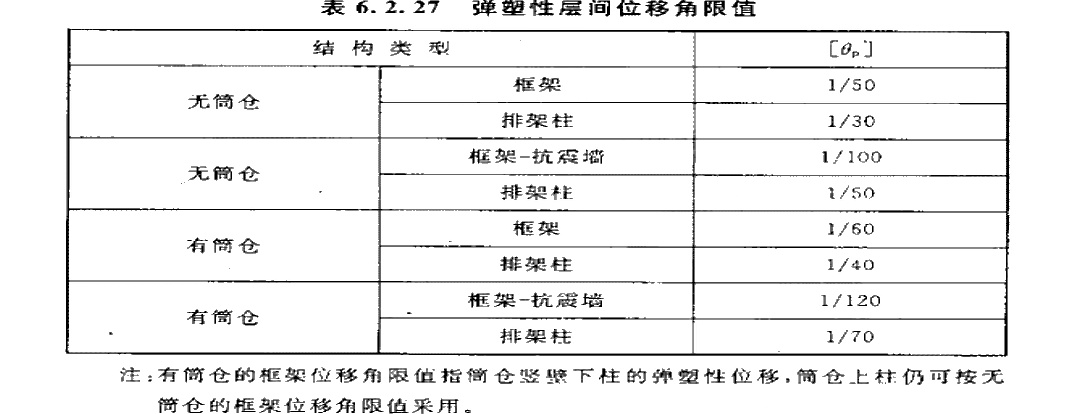 表 6.2.27 弹塑性层间位移角限值
结构类型 [θp]
无筒仓 框架 1/50
排架柱 1/30
无筒仓 框架-抗震墙 1/100
排架柱 1/50
有筒仓 框架 1/60
排架柱 1/40
有筒仓 框架-抗震墙 1/120
排架柱 1/70
注:有筒仓的框架位移角限值指筒仓竖壁下柱的弹塑性位移,筒仓上柱仍可按无
筒仓的框架位移角限值采用。